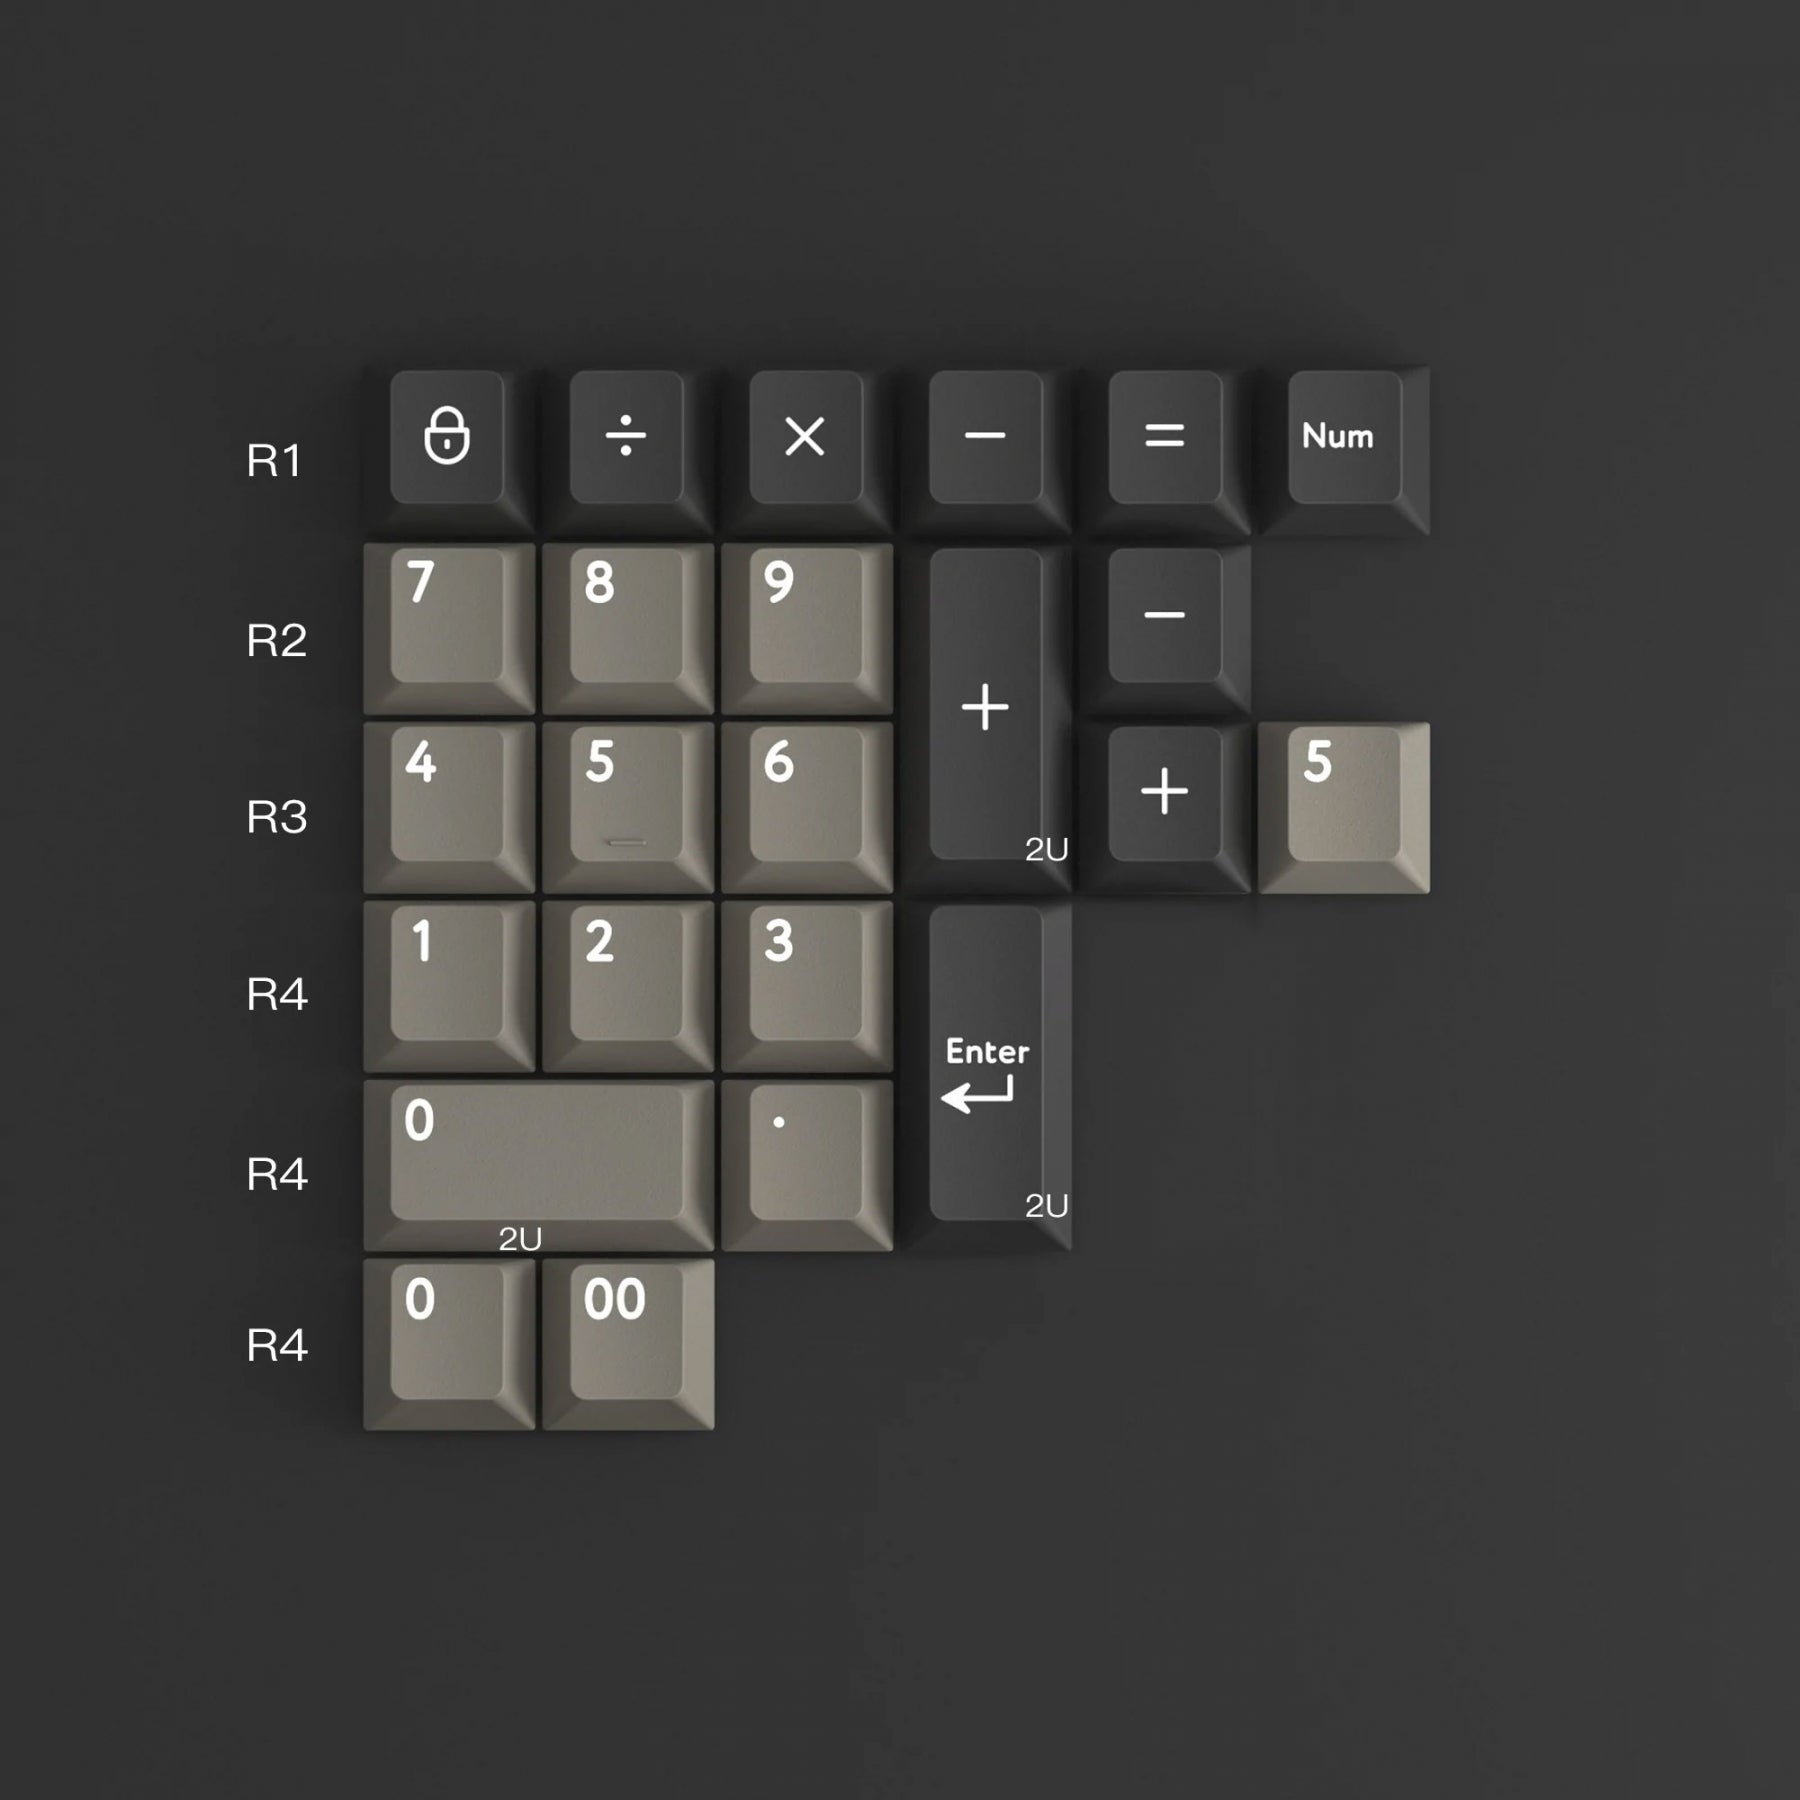 R1 ÷ × − = Num
R2 7 8 9 −
+
R3 4 5 6 2U + 5
R4 1 2 3
Enter
R4 0 .
2U 2U
R4 0 00